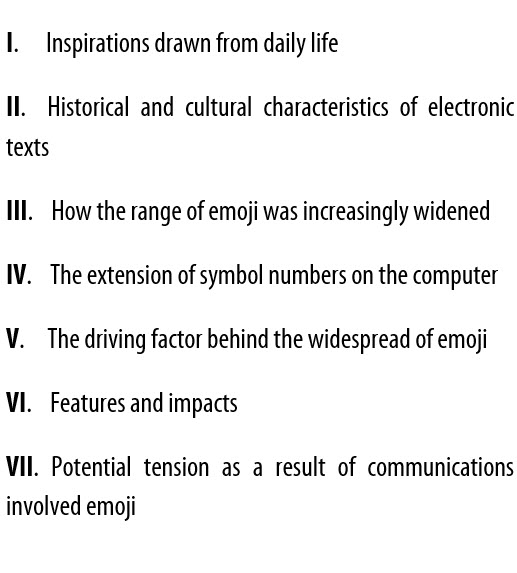 I. Inspirations drawn from daily life
II. Historical and cultural characteristics of electronic
texts
III. How the range of emoji was increasingly widened
IV. The extension of symbol numbers on the computer
V. The driving factor behind the widespread of emoji
VI. Features and impacts
VII. Potential tension as a result of communications
involved emoji